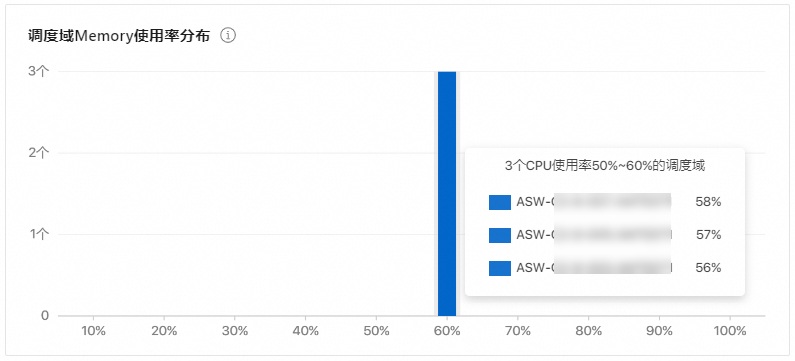 调度域Memory使用率分布
3个
2个
1个
0
10% 20% 30% 40% 50% 60% 70% 80% 90% 100%
3个CPU使用率50%~60%的调度域
ASW- 58%
ASW- 57%
ASW- 56%